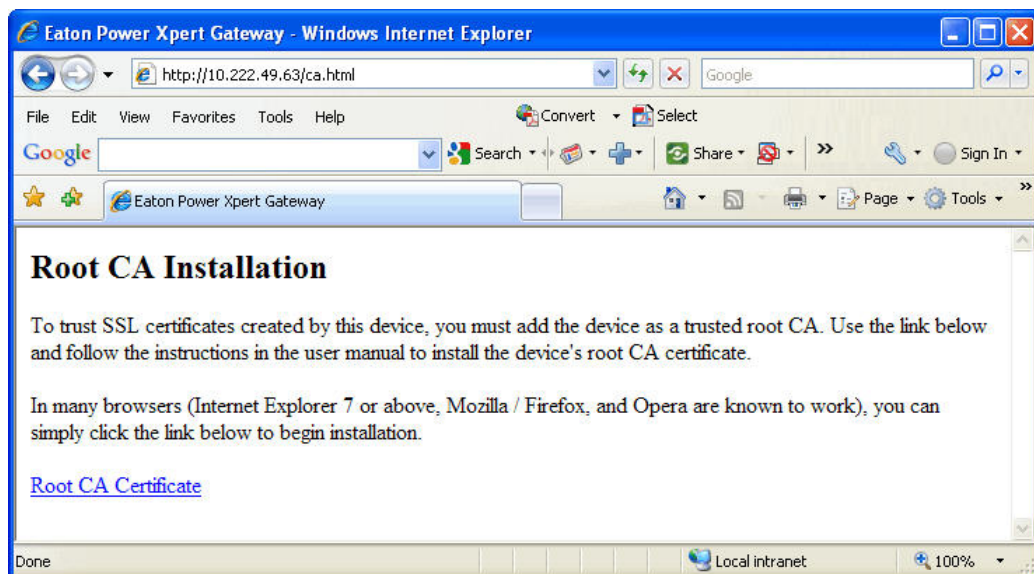 Eaton Power Xpert Gateway - Windows Internet Explorer
http://10.222.49.63/ca.html
Google
File Edit View Favorites Tools Help
Convert
Select
Google
Search
Share
»
Sign In
Eaton Power Xpert Gateway
Page
Tools
»
Root CA Installation
To trust SSL certificates created by this device, you must add the device as a trusted root CA. Use the link below
and follow the instructions in the user manual to install the device's root CA certificate.
In many browsers (Internet Explorer 7 or above, Mozilla / Firefox, and Opera are known to work), you can
simply click the link below to begin installation.
Root CA Certificate
Done
Local intranet
100%